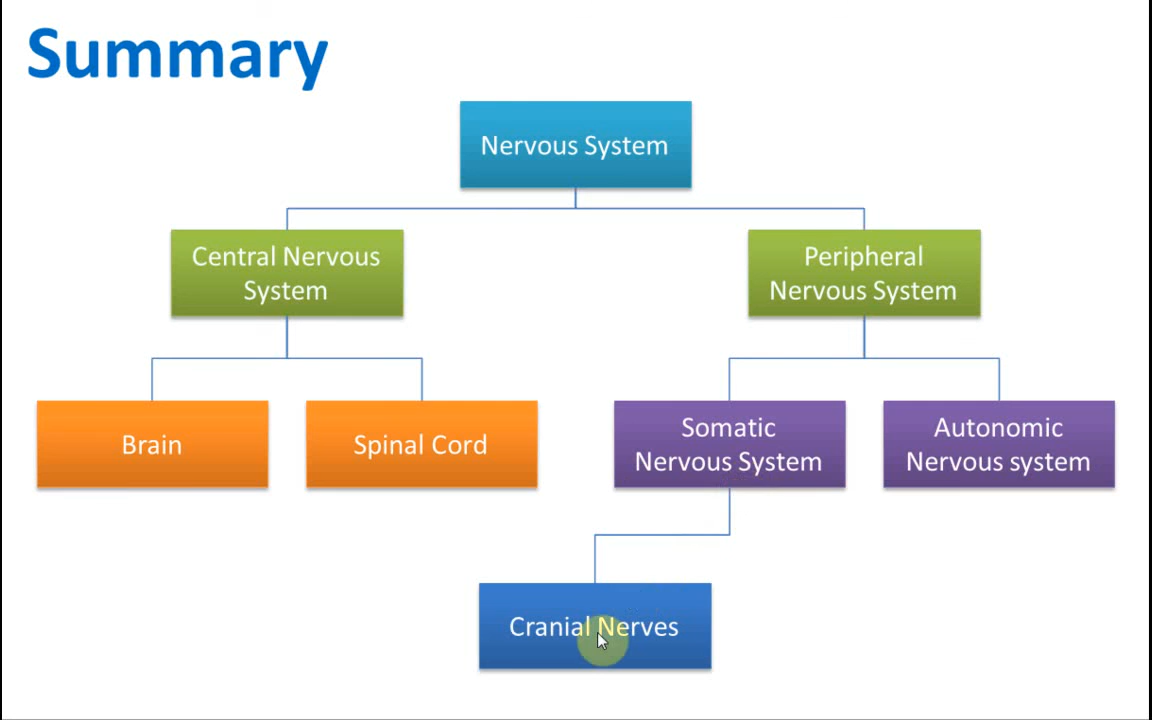 Summary
Nervous System
Central Nervous
System
Peripheral
Nervous System
Brain
Spinal Cord
Somatic
Nervous System
Autonomic
Nervous system
Cranial Nerves